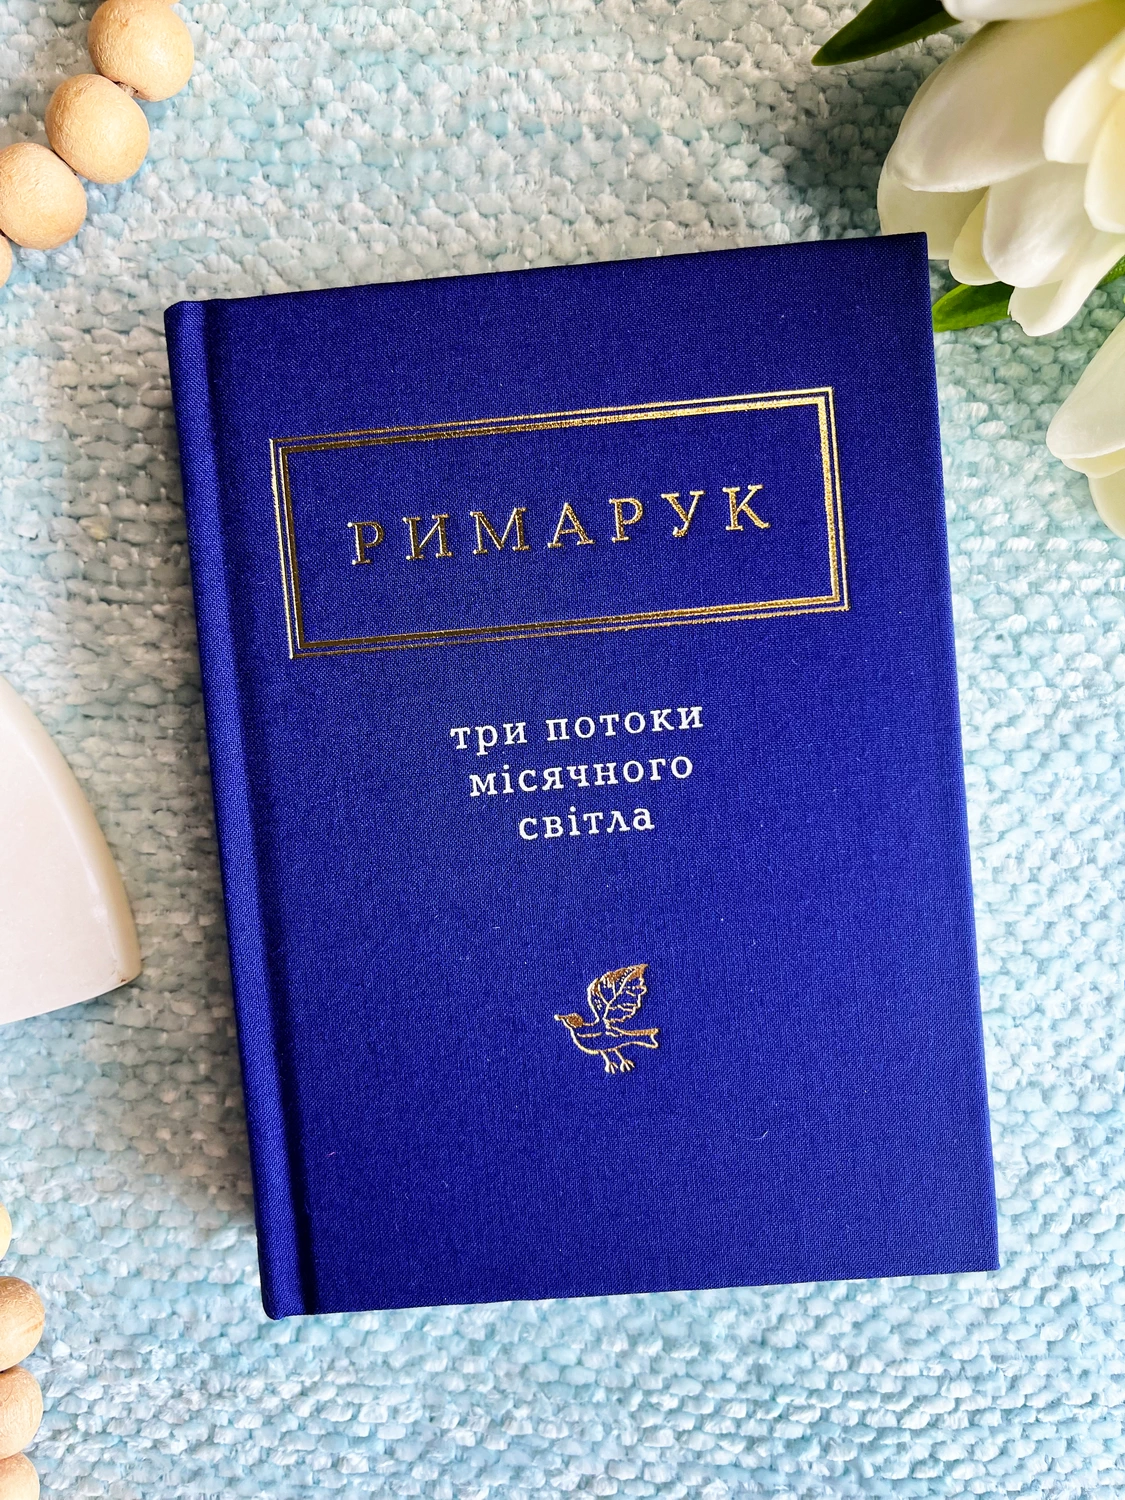 РИМАРУК
три потоки
місячного
світла